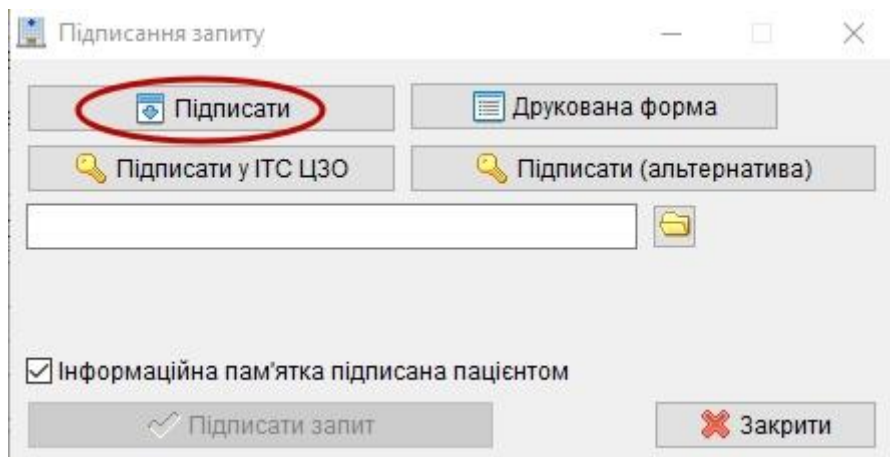 Підписання запиту
Підписати
Друкована форма
Підписати у ІТС ЦЗО
Підписати (альтернатива)
Інформаційна пам'ятка підписана пацієнтом
Підписати запит
Закрити